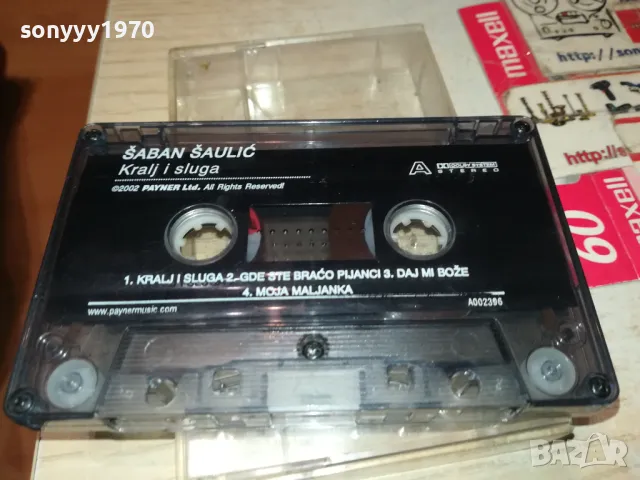 sonyyy1970
ŠABAN ŠAULIĆ
Kralj i sluga
©2002 PAYNER Ltd. All Rights Reserved!
A DOLBY SYSTEM
STEREO
1. KRALJ I SLUGA 2. GDE STE BRAĆO PIJANCI 3. DAJ MI BOŽE
4. MOJA MALJANKA
www.paynermusic.com
A002396
maxell
http://son
http://s
maxell
60
BAZAR